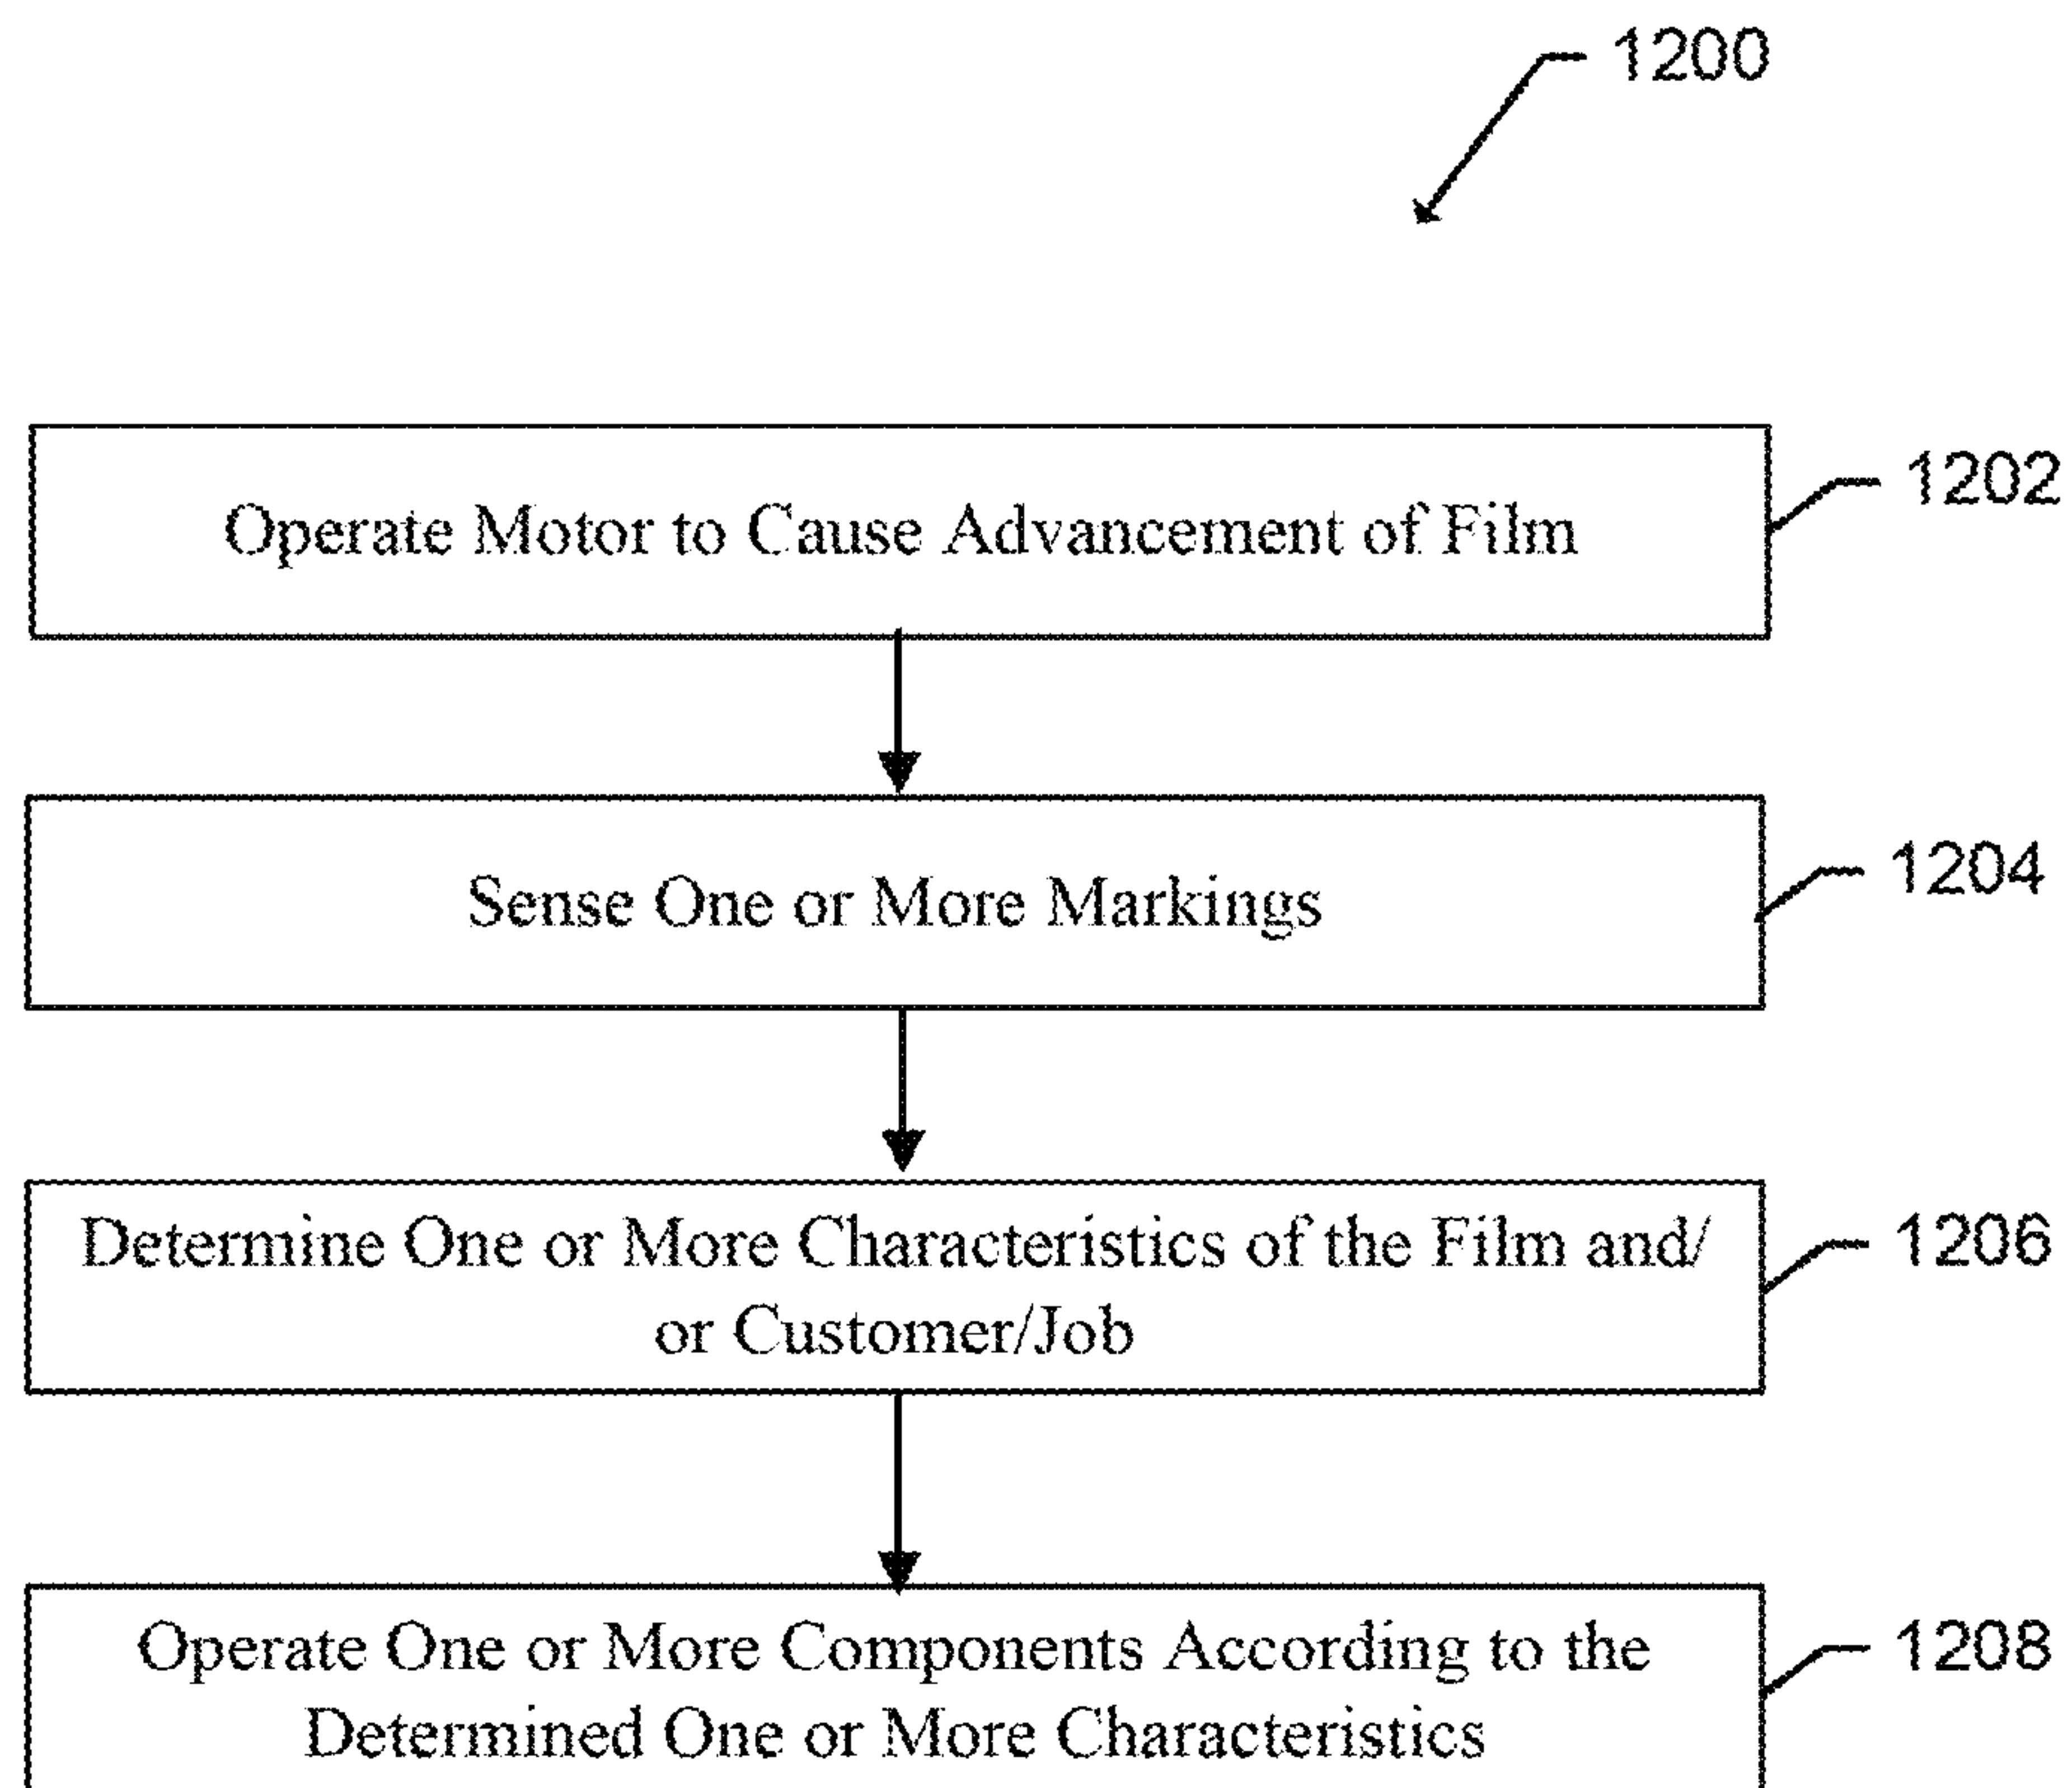 1200
Operate Motor to Cause Advancement of Film
1202
Sense One or More Markings
1204
Determine One or More Characteristics of the Film and/
or Customer/Job
1206
Operate One or More Components According to the
Determined One or More Characteristics
1208